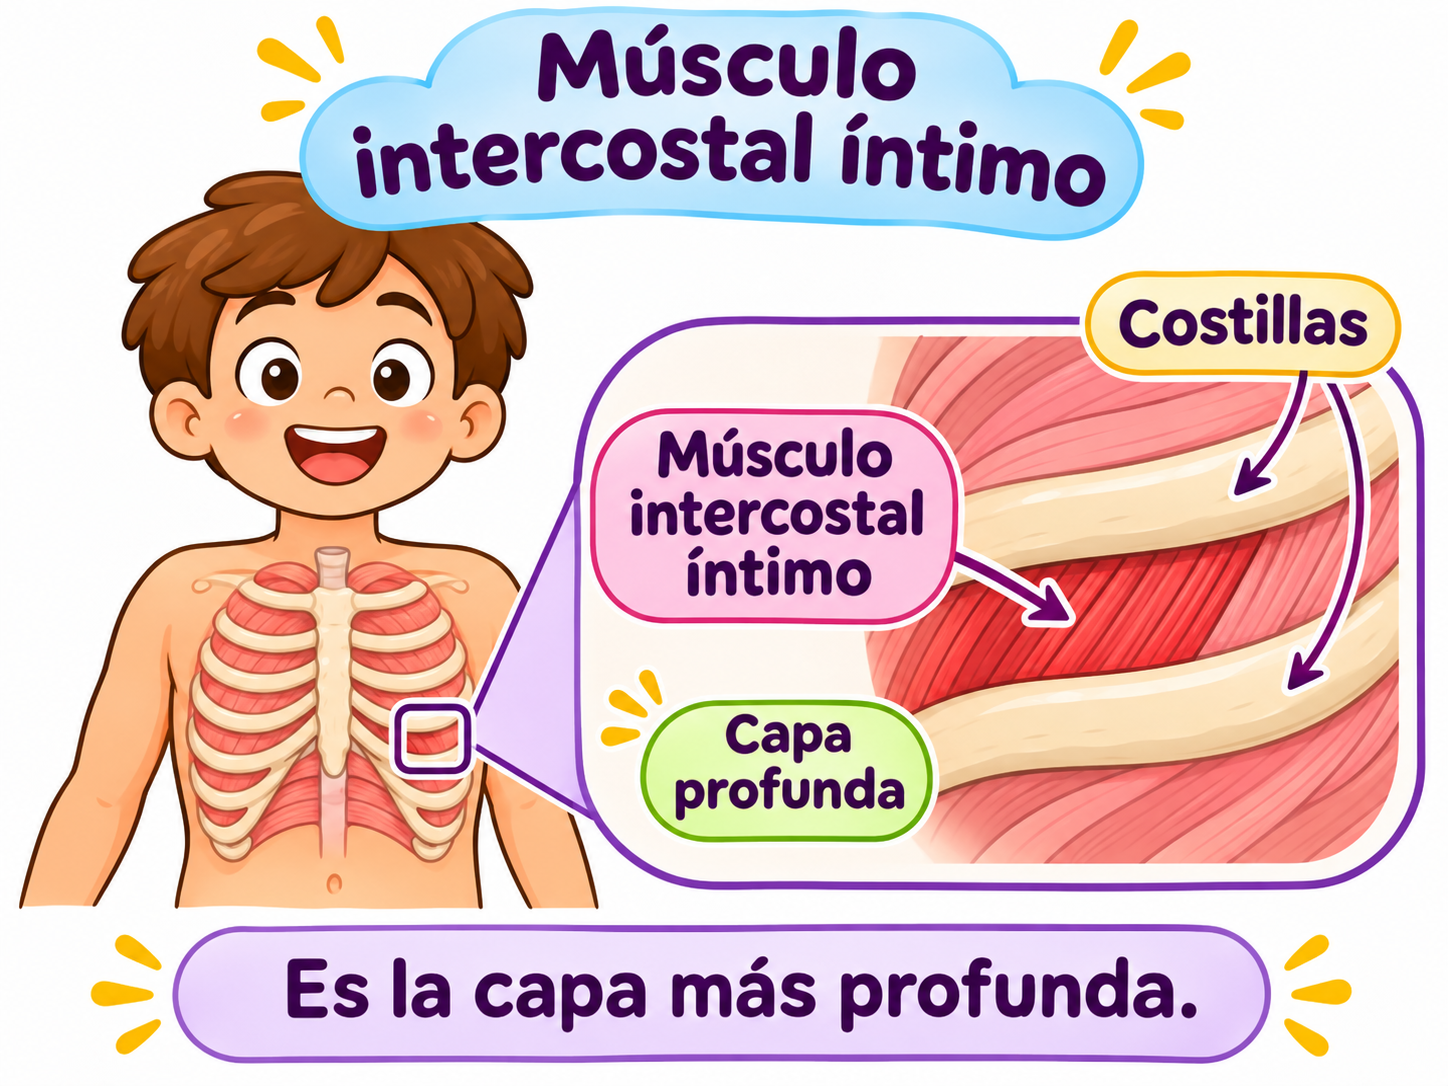 Músculo
intercostal íntimo
Costillas
Músculo
intercostal
íntimo
Capa
profunda
Es la capa más profunda.